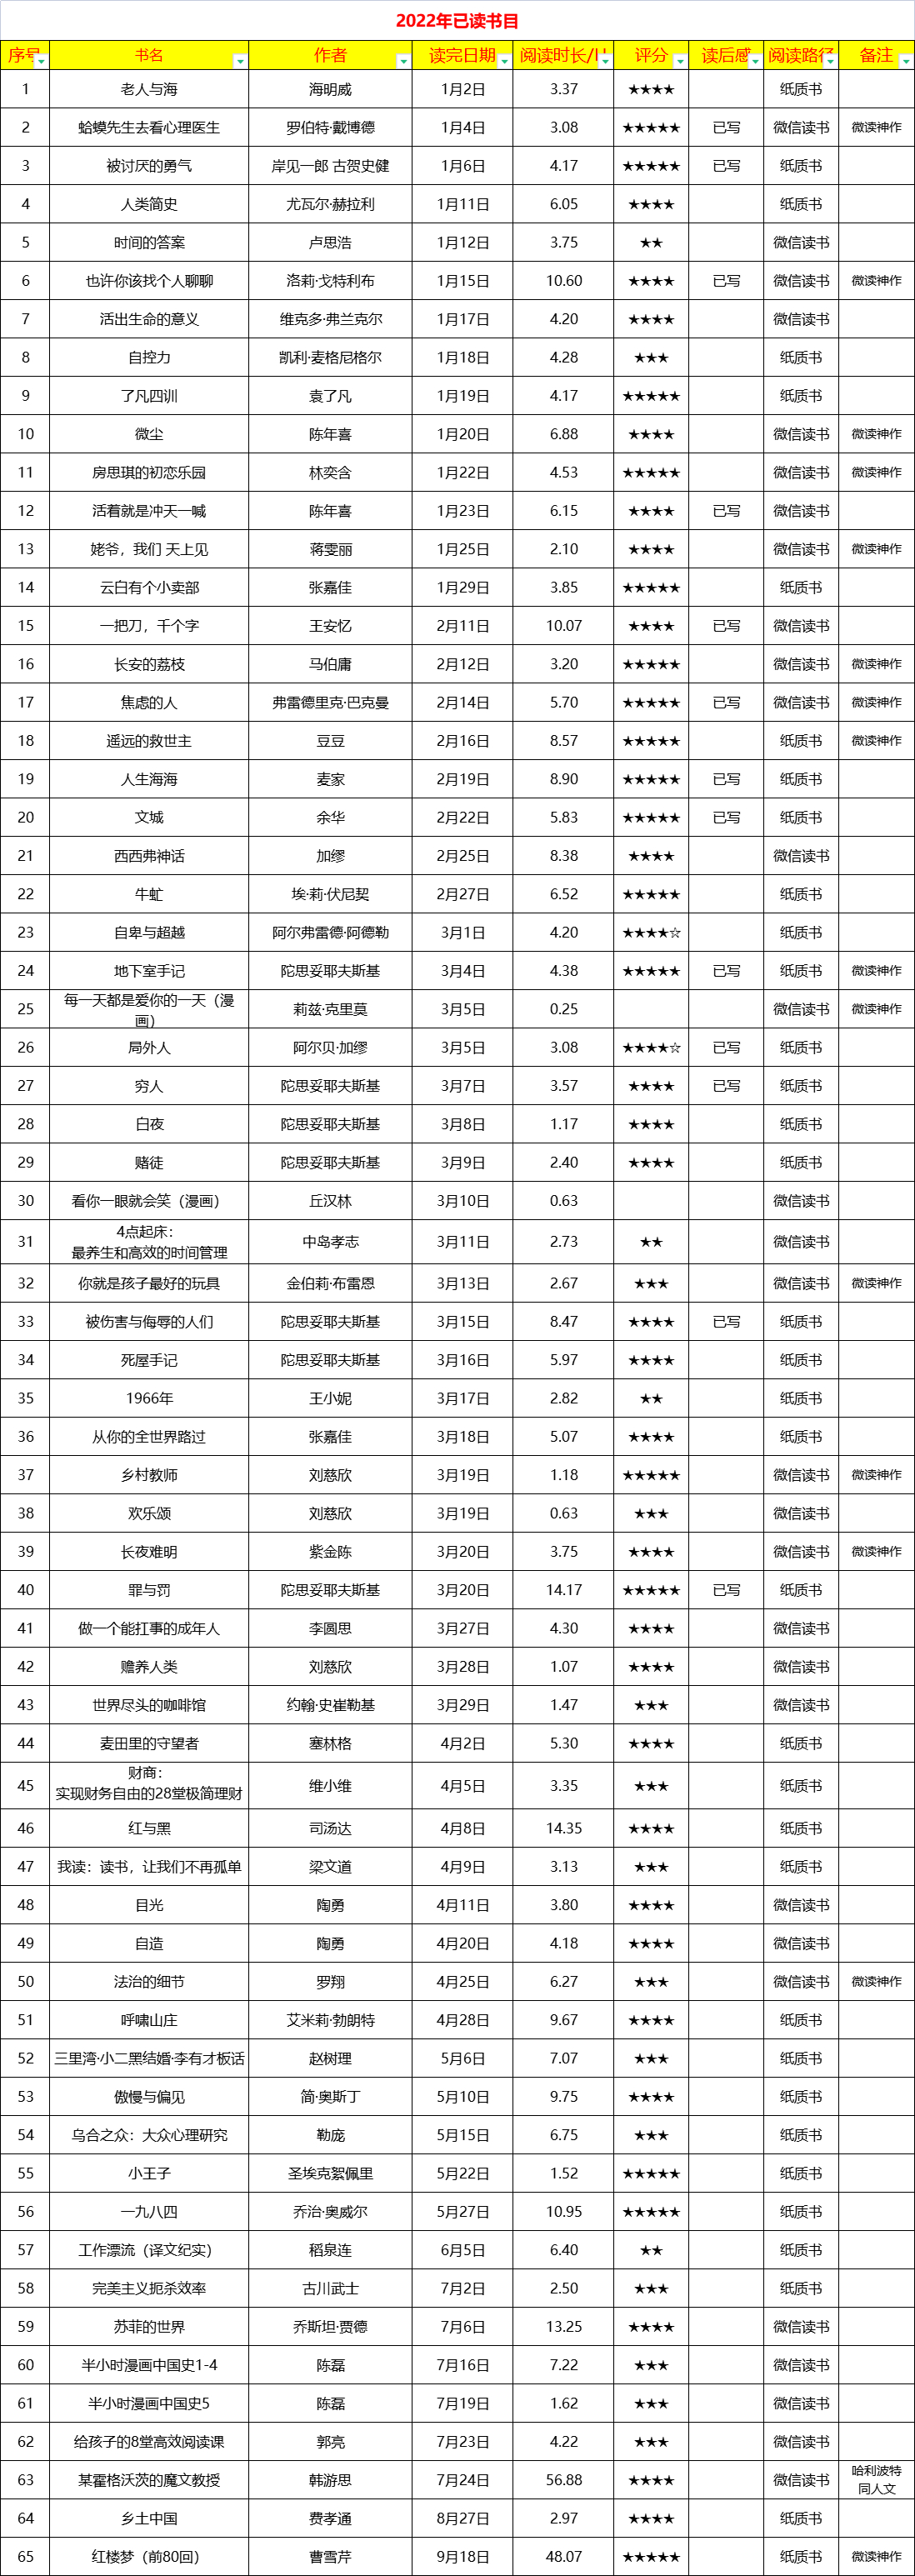 2022年已读书目
序号 书名 作者 读完日期 阅读时长/H 评分 读后感 阅读路径 备注
1 老人与海 海明威 1月2日 3.37 ★★★★ 纸质书
2 蛤蟆先生去看心理医生 罗伯特·戴博德 1月4日 3.08 ★★★★★ 已写 微信读书 微读神作
3 被讨厌的勇气 岸见一郎 古贺史健 1月6日 4.17 ★★★★★ 已写 纸质书
4 人类简史 尤瓦尔·赫拉利 1月11日 6.05 ★★★★ 纸质书
5 时间的答案 卢思浩 1月12日 3.75 ★★ 微信读书
6 也许你该找个人聊聊 洛莉·戈特利布 1月15日 10.60 ★★★★ 已写 微信读书 微读神作
7 活出生命的意义 维克多·弗兰克尔 1月17日 4.20 ★★★★ 微信读书
8 自控力 凯利·麦格尼格尔 1月18日 4.28 ★★★ 纸质书
9 了凡四训 袁了凡 1月19日 4.17 ★★★★★ 纸质书
10 微尘 陈年喜 1月20日 6.88 ★★★★ 微信读书 微读神作
11 房思琪的初恋乐园 林奕含 1月22日 4.53 ★★★★★ 微信读书 微读神作
12 活着就是冲天一喊 陈年喜 1月23日 6.15 ★★★★ 已写 微信读书
13 姥爷，我们 天上见 蒋雯丽 1月25日 2.10 ★★★★ 微信读书 微读神作
14 云白有个小卖部 张嘉佳 1月29日 3.85 ★★★★★ 纸质书
15 一把刀，千个字 王安忆 2月11日 10.07 ★★★★ 已写 微信读书
16 长安的荔枝 马伯庸 2月12日 3.20 ★★★★★ 微信读书 微读神作
17 焦虑的人 弗雷德里克·巴克曼 2月14日 5.70 ★★★★★ 已写 微信读书 微读神作
18 遥远的救世主 豆豆 2月16日 8.57 ★★★★★ 纸质书 微读神作
19 人生海海 麦家 2月19日 8.90 ★★★★★ 已写 纸质书
20 文城 余华 2月22日 5.83 ★★★★★ 已写 纸质书
21 西西弗神话 加缪 2月25日 8.38 ★★★★ 微信读书
22 牛虻 埃·莉·伏尼契 2月27日 6.52 ★★★★★ 纸质书
23 自卑与超越 阿尔弗雷德·阿德勒 3月1日 4.20 ★★★★☆ 纸质书
24 地下室手记 陀思妥耶夫斯基 3月4日 4.38 ★★★★★ 已写 纸质书 微读神作
25 每一天都是爱你的一天（漫
画） 莉兹·克里莫 3月5日 0.25 微信读书 微读神作
26 局外人 阿尔贝·加缪 3月5日 3.08 ★★★★☆ 已写 纸质书
27 穷人 陀思妥耶夫斯基 3月7日 3.57 ★★★★ 已写 纸质书
28 白夜 陀思妥耶夫斯基 3月8日 1.17 ★★★★ 纸质书
29 赌徒 陀思妥耶夫斯基 3月9日 2.40 ★★★★ 纸质书
30 看你一眼就会笑（漫画） 丘汉林 3月10日 0.63 微信读书
31 4点起床：
最养生和高效的时间管理 中岛孝志 3月11日 2.73 ★★ 微信读书
32 你就是孩子最好的玩具 金伯莉·布雷恩 3月13日 2.67 ★★★ 微信读书 微读神作
33 被伤害与侮辱的人们 陀思妥耶夫斯基 3月15日 8.47 ★★★★ 已写 纸质书
34 死屋手记 陀思妥耶夫斯基 3月16日 5.97 ★★★★ 纸质书
35 1966年 王小妮 3月17日 2.82 ★★ 纸质书
36 从你的全世界路过 张嘉佳 3月18日 5.07 ★★★★ 纸质书
37 乡村教师 刘慈欣 3月19日 1.18 ★★★★★ 微信读书 微读神作
38 欢乐颂 刘慈欣 3月19日 0.63 ★★★ 微信读书
39 长夜难明 紫金陈 3月20日 3.75 ★★★★ 微信读书 微读神作
40 罪与罚 陀思妥耶夫斯基 3月20日 14.17 ★★★★★ 已写 纸质书
41 做一个能扛事的成年人 李圆思 3月27日 4.30 ★★★★ 微信读书
42 赡养人类 刘慈欣 3月28日 1.07 ★★★★ 微信读书
43 世界尽头的咖啡馆 约翰·史崔勒基 3月29日 1.47 ★★★ 微信读书
44 麦田里的守望者 塞林格 4月2日 5.30 ★★★★ 纸质书
45 财商：
实现财务自由的28堂极简理财 维小维 4月5日 3.35 ★★★ 纸质书
46 红与黑 司汤达 4月8日 14.35 ★★★★ 纸质书
47 我读：读书，让我们不再孤单 梁文道 4月9日 3.13 ★★★ 纸质书
48 目光 陶勇 4月11日 3.80 ★★★★ 微信读书
49 自造 陶勇 4月20日 4.18 ★★★★ 微信读书
50 法治的细节 罗翔 4月25日 6.27 ★★★ 微信读书 微读神作
51 呼啸山庄 艾米莉·勃朗特 4月28日 9.67 ★★★★ 纸质书
52 三里湾·小二黑结婚·李有才板话 赵树理 5月6日 7.07 ★★★ 纸质书
53 傲慢与偏见 简·奥斯丁 5月10日 9.75 ★★★★ 纸质书
54 乌合之众：大众心理研究 勒庞 5月15日 6.75 ★★★ 纸质书
55 小王子 圣埃克絮佩里 5月22日 1.52 ★★★★★ 纸质书
56 一九八四 乔治·奥威尔 5月27日 10.95 ★★★★★ 纸质书
57 工作漂流（译文纪实） 稻泉连 6月5日 6.40 ★★ 纸质书
58 完美主义扼杀效率 古川武士 7月2日 2.50 ★★★ 纸质书
59 苏菲的世界 乔斯坦·贾德 7月6日 13.25 ★★★★ 微信读书
60 半小时漫画中国史1-4 陈磊 7月16日 7.22 ★★★ 微信读书
61 半小时漫画中国史5 陈磊 7月19日 1.62 ★★★ 微信读书
62 给孩子的8堂高效阅读课 郭亮 7月23日 4.22 ★★★ 微信读书
63 某霍格沃茨的魔文教授 韩游思 7月24日 56.88 ★★★★ 微信读书 哈利波特
同人文
64 乡土中国 费孝通 8月27日 2.97 ★★★★ 纸质书
65 红楼梦（前80回） 曹雪芹 9月18日 48.07 ★★★★★ 纸质书 微读神作